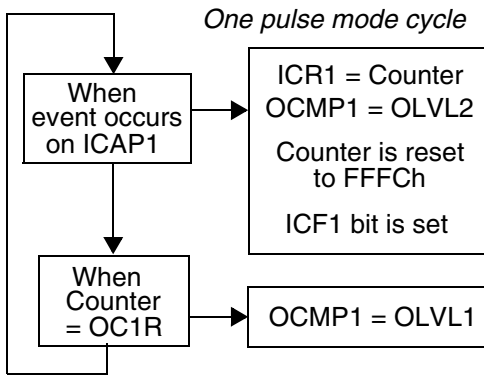 One pulse mode cycle
When
event occurs
on ICAP1
ICR1 = Counter
OCMP1 = OLVL2
Counter is reset
to FFFCh
ICF1 bit is set
When
Counter
= OC1R
OCMP1 = OLVL1